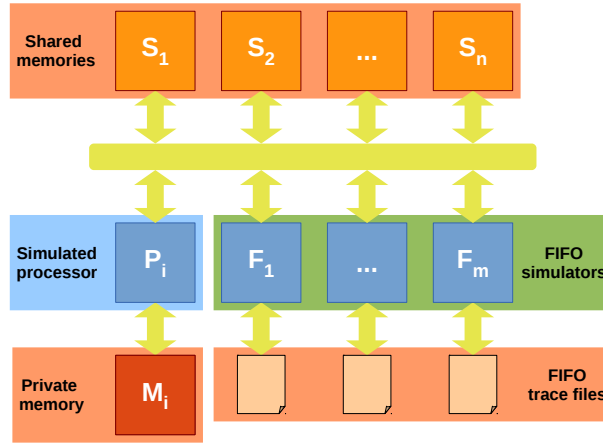 Shared
memories
S1
S2
...
Sn
Simulated
processor
Pi
F1
...
Fm
FIFO
simulators
Private
memory
Mi
FIFO
trace files